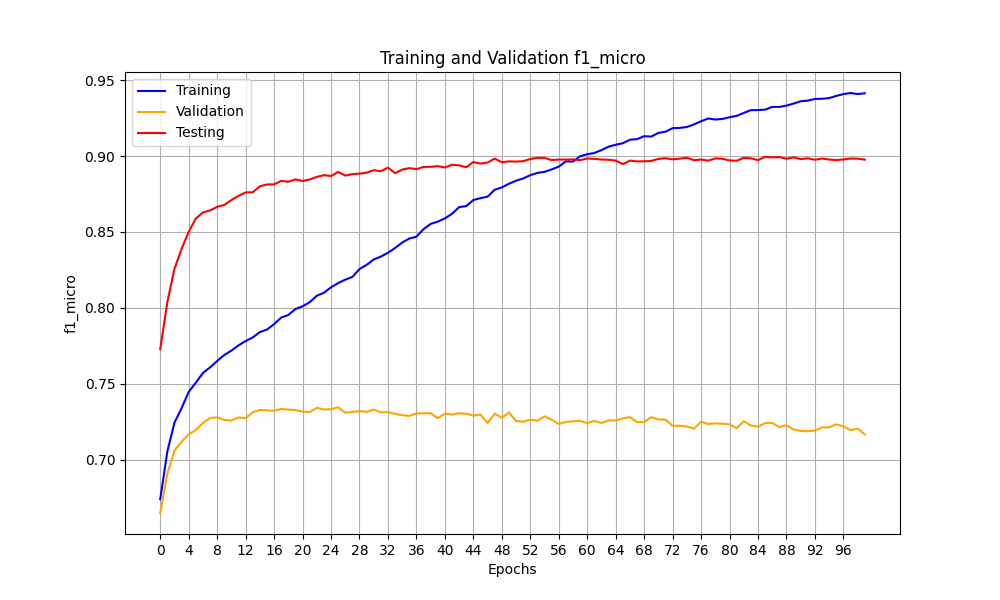 Training and Validation f1_micro
0.95
0.90
0.85
0.80
0.75
0.70
f1_micro
Training
Validation
Testing
0 4 8 12 16 20 24 28 32 36 40 44 48 52 56 60 64 68 72 76 80 84 88 92 96
Epochs